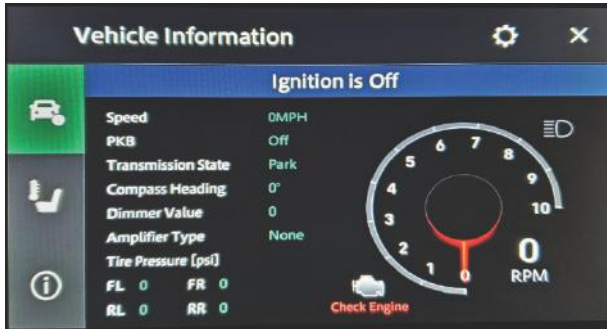 Vehicle Information
Ignition is Off
Speed 0MPH
PKB Off
Transmission State Park
Compass Heading 0°
Dimmer Value 0
Amplifier Type None
Tire Pressure [psi]
FL 0 FR 0
RL 0 RR 0
0 1 2 3 4 5 6 7 8 9 10
0
RPM
Check Engine